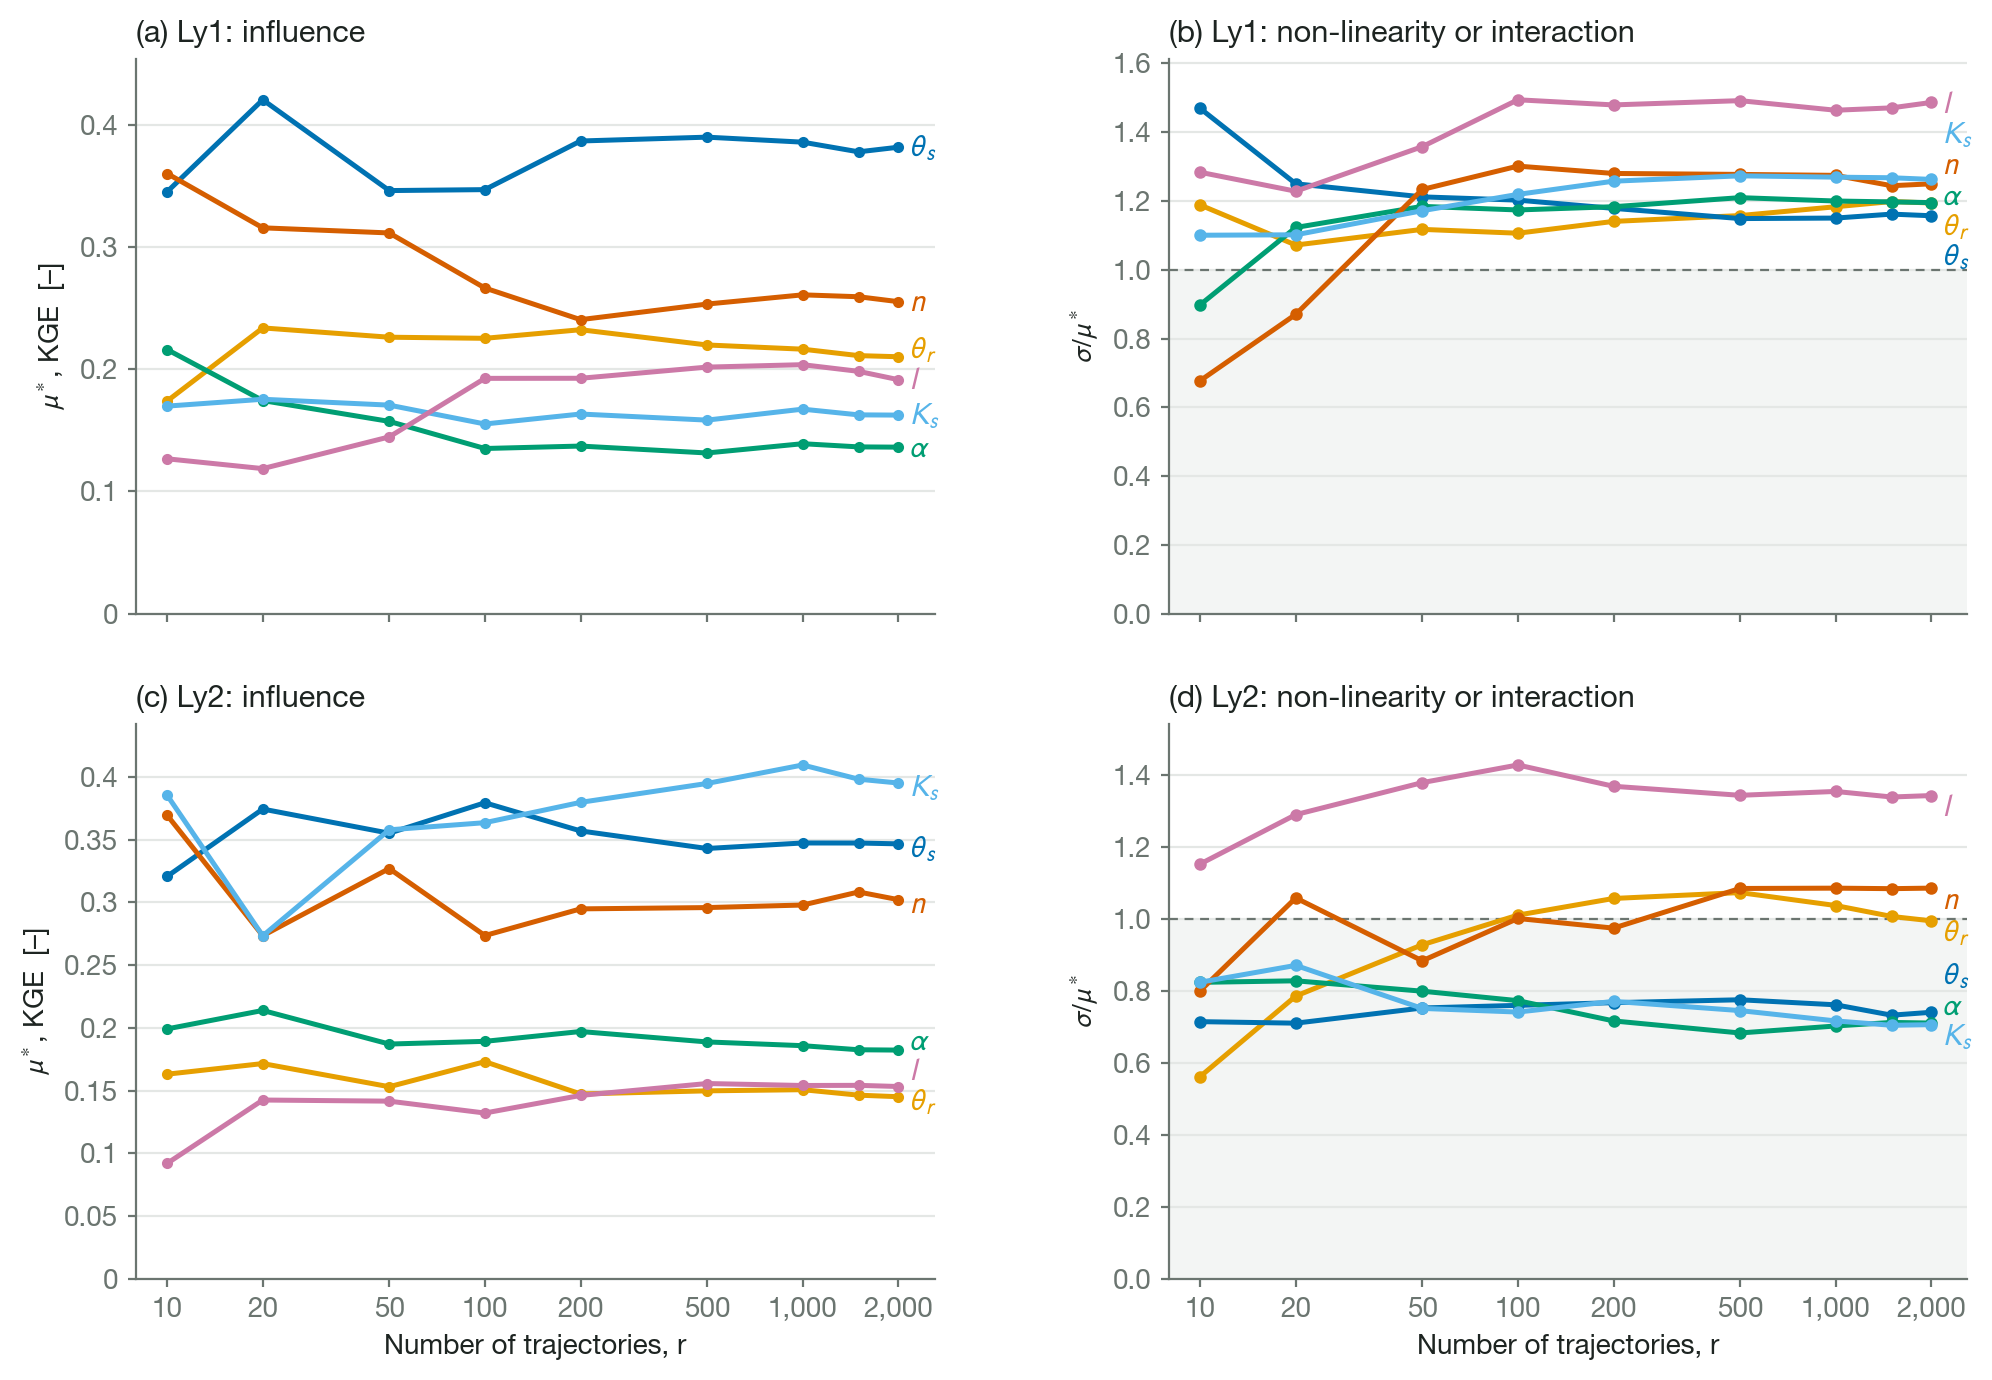 (a) Ly1: influence
0.4
0.3
0.2
0.1
0
μ*, KGE [–]
θs
n
θr
l
Ks
α
(b) Ly1: non-linearity or interaction
1.6
1.4
1.2
1.0
0.8
0.6
0.4
0.2
0.0
σ/μ*
l
Ks
n
α
θr
θs
(c) Ly2: influence
0.4
0.35
0.3
0.25
0.2
0.15
0.1
0.05
0
μ*, KGE [–]
Ks
θs
n
α
l
θr
10 20 50 100 200 500 1,000 2,000
Number of trajectories, r
(d) Ly2: non-linearity or interaction
1.4
1.2
1.0
0.8
0.6
0.4
0.2
0.0
σ/μ*
l
n
θr
θs
α
Ks
10 20 50 100 200 500 1,000 2,000
Number of trajectories, r